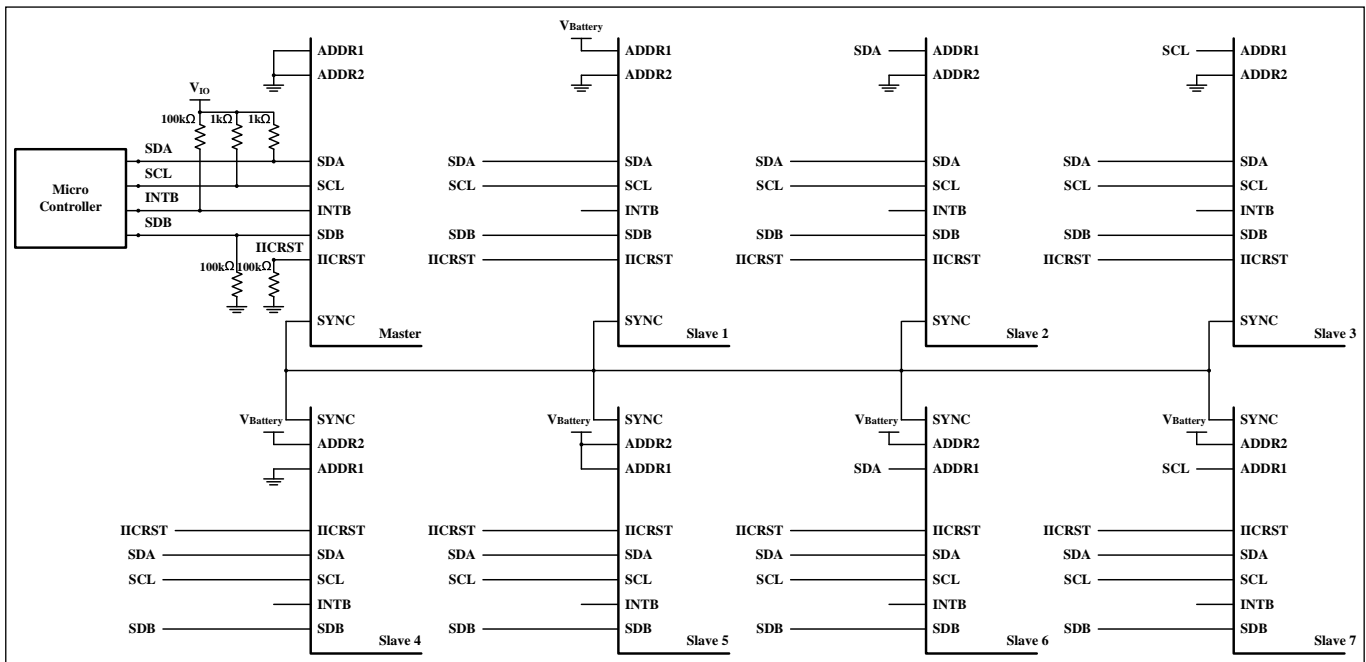 Micro
Controller
SDA
SCL
INTB
SDB
VIO
100kΩ
1kΩ
1kΩ
IICRST
100kΩ
100kΩ
ADDR1
ADDR2
SDA
SCL
INTB
SDB
IICRST
SYNC
Master
VBattery
ADDR1
ADDR2
SDA
SDA
SCL
SCL
INTB
SDB
SDB
IICRST
IICRST
SYNC
Slave 1
SDA
ADDR1
ADDR2
SDA
SDA
SCL
SCL
INTB
SDB
SDB
IICRST
IICRST
SYNC
Slave 2
SCL
ADDR1
ADDR2
SDA
SDA
SCL
SCL
INTB
SDB
SDB
IICRST
IICRST
SYNC
Slave 3
SYNC
VBattery
ADDR2
ADDR1
IICRST
IICRST
SDA
SDA
SCL
SCL
INTB
SDB
SDB
Slave 4
SYNC
VBattery
ADDR2
ADDR1
IICRST
IICRST
SDA
SDA
SCL
SCL
INTB
SDB
SDB
Slave 5
SYNC
VBattery
ADDR2
SDA
ADDR1
IICRST
IICRST
SDA
SDA
SCL
SCL
INTB
SDB
SDB
Slave 6
SYNC
VBattery
ADDR2
SCL
ADDR1
IICRST
IICRST
SDA
SDA
SCL
SCL
INTB
SDB
SDB
Slave 7